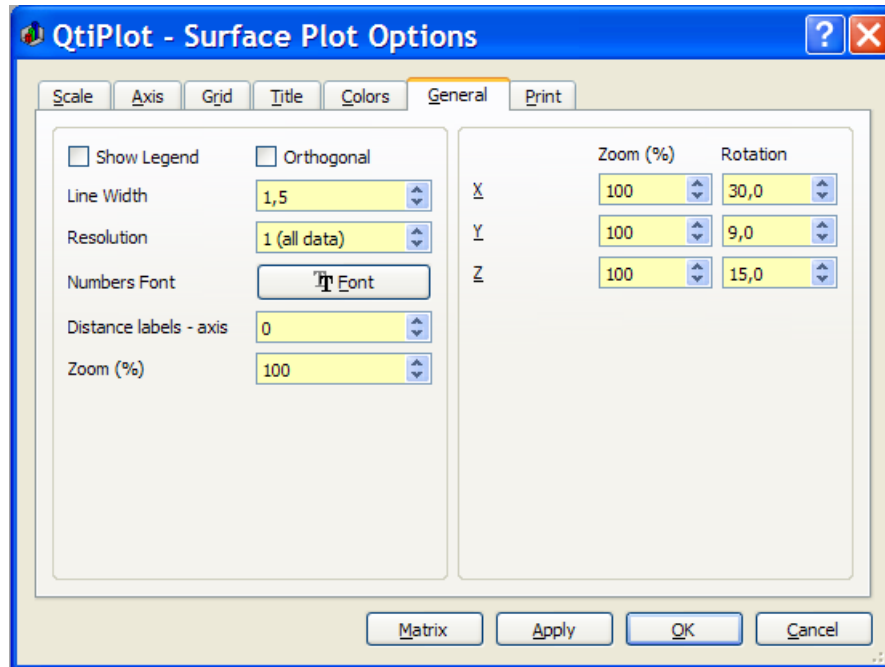 QtiPlot - Surface Plot Options
Scale Axis Grid Title Colors General Print
Show Legend Orthogonal
Line Width 1,5
Resolution 1 (all data)
Numbers Font Font
Distance labels - axis 0
Zoom (%) 100
Zoom (%) Rotation
X 100 30,0
Y 100 9,0
Z 100 15,0
Matrix Apply OK Cancel